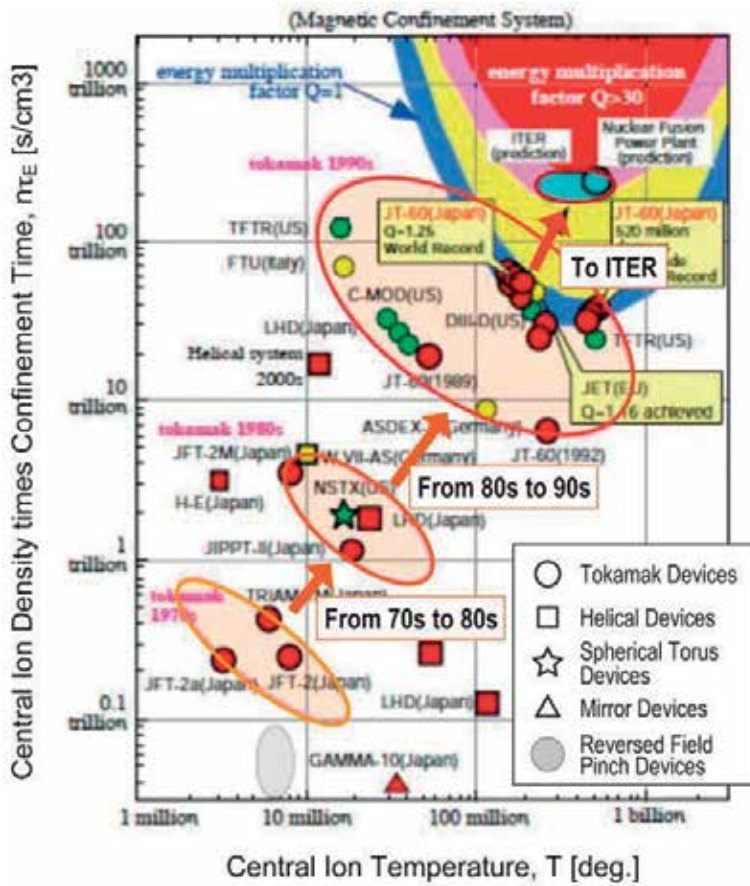 (Magnetic Confinement System)
Central Ion Density times Confinement Time, nτE [s/cm3]
1000
trillion
100
trillion
10
trillion
1
trillion
0.1
trillion
energy multiplication
factor Q=1
energy multiplication
factor Q>30
ITER
(prediction)
Nuclear Fusion
Power Plant
(prediction)
tokamak 1990s
JT-60(Japan)
Q=1.25
World Record
JT-60(Japan)
520 million
Record
To ITER
TFTR(US)
FTU(Italy)
C-MOD(US)
LHD(Japan)
Helical system
2000s
DIII-D(US)
TFTR(US)
JT-60(1989)
JET(EU)
Q=1.16 achieved
ASDEX
JT-60(1992)
tokamak 1980s
JFT-2M(Japan)
W VII-AS(Germany)
NSTX(US)
From 80s to 90s
H-E(Japan)
LHD(Japan)
JIPPT-II(Japan)
tokamak
1970s
From 70s to 80s
JFT-2a(Japan)
JFT-2(Japan)
LHD(Japan)
GAMMA-10(Japan)
Tokamak Devices
Helical Devices
Spherical Torus
Devices
Mirror Devices
Reversed Field
Pinch Devices
1 million
10 million
100 million
1 billion
Central Ion Temperature, T [deg.]